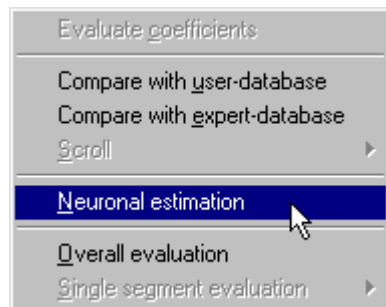 Evaluate coefficients
Compare with user-database
Compare with expert-database
Scroll
Neuronal estimation
Overall evaluation
Single segment evaluation